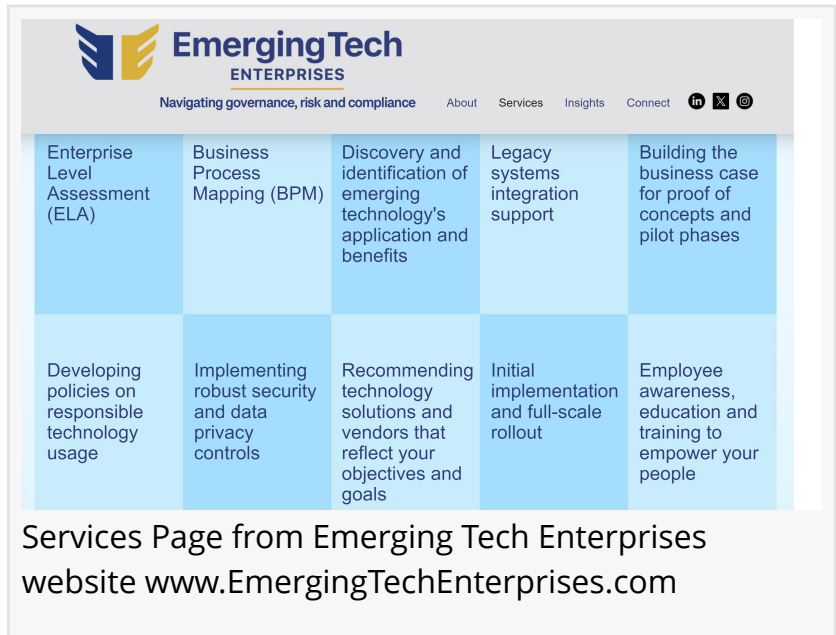 EmergingTech
ENTERPRISES
Navigating governance, risk and compliance
About
Services
Insights
Connect
in X
Enterprise
Level
Assessment
(ELA)
Business
Process
Mapping (BPM)
Discovery and
identification of
emerging
technology's
application and
benefits
Legacy
systems
integration
support
Building the
business case
for proof of
concepts and
pilot phases
Developing
policies on
responsible
technology
usage
Implementing
robust security
and data
privacy
controls
Recommending
technology
solutions and
vendors that
reflect your
objectives and
goals
Initial
implementation
and full-scale
rollout
Employee
awareness,
education and
training to
empower your
people
Services Page from Emerging Tech Enterprises
website www.EmergingTechEnterprises.com